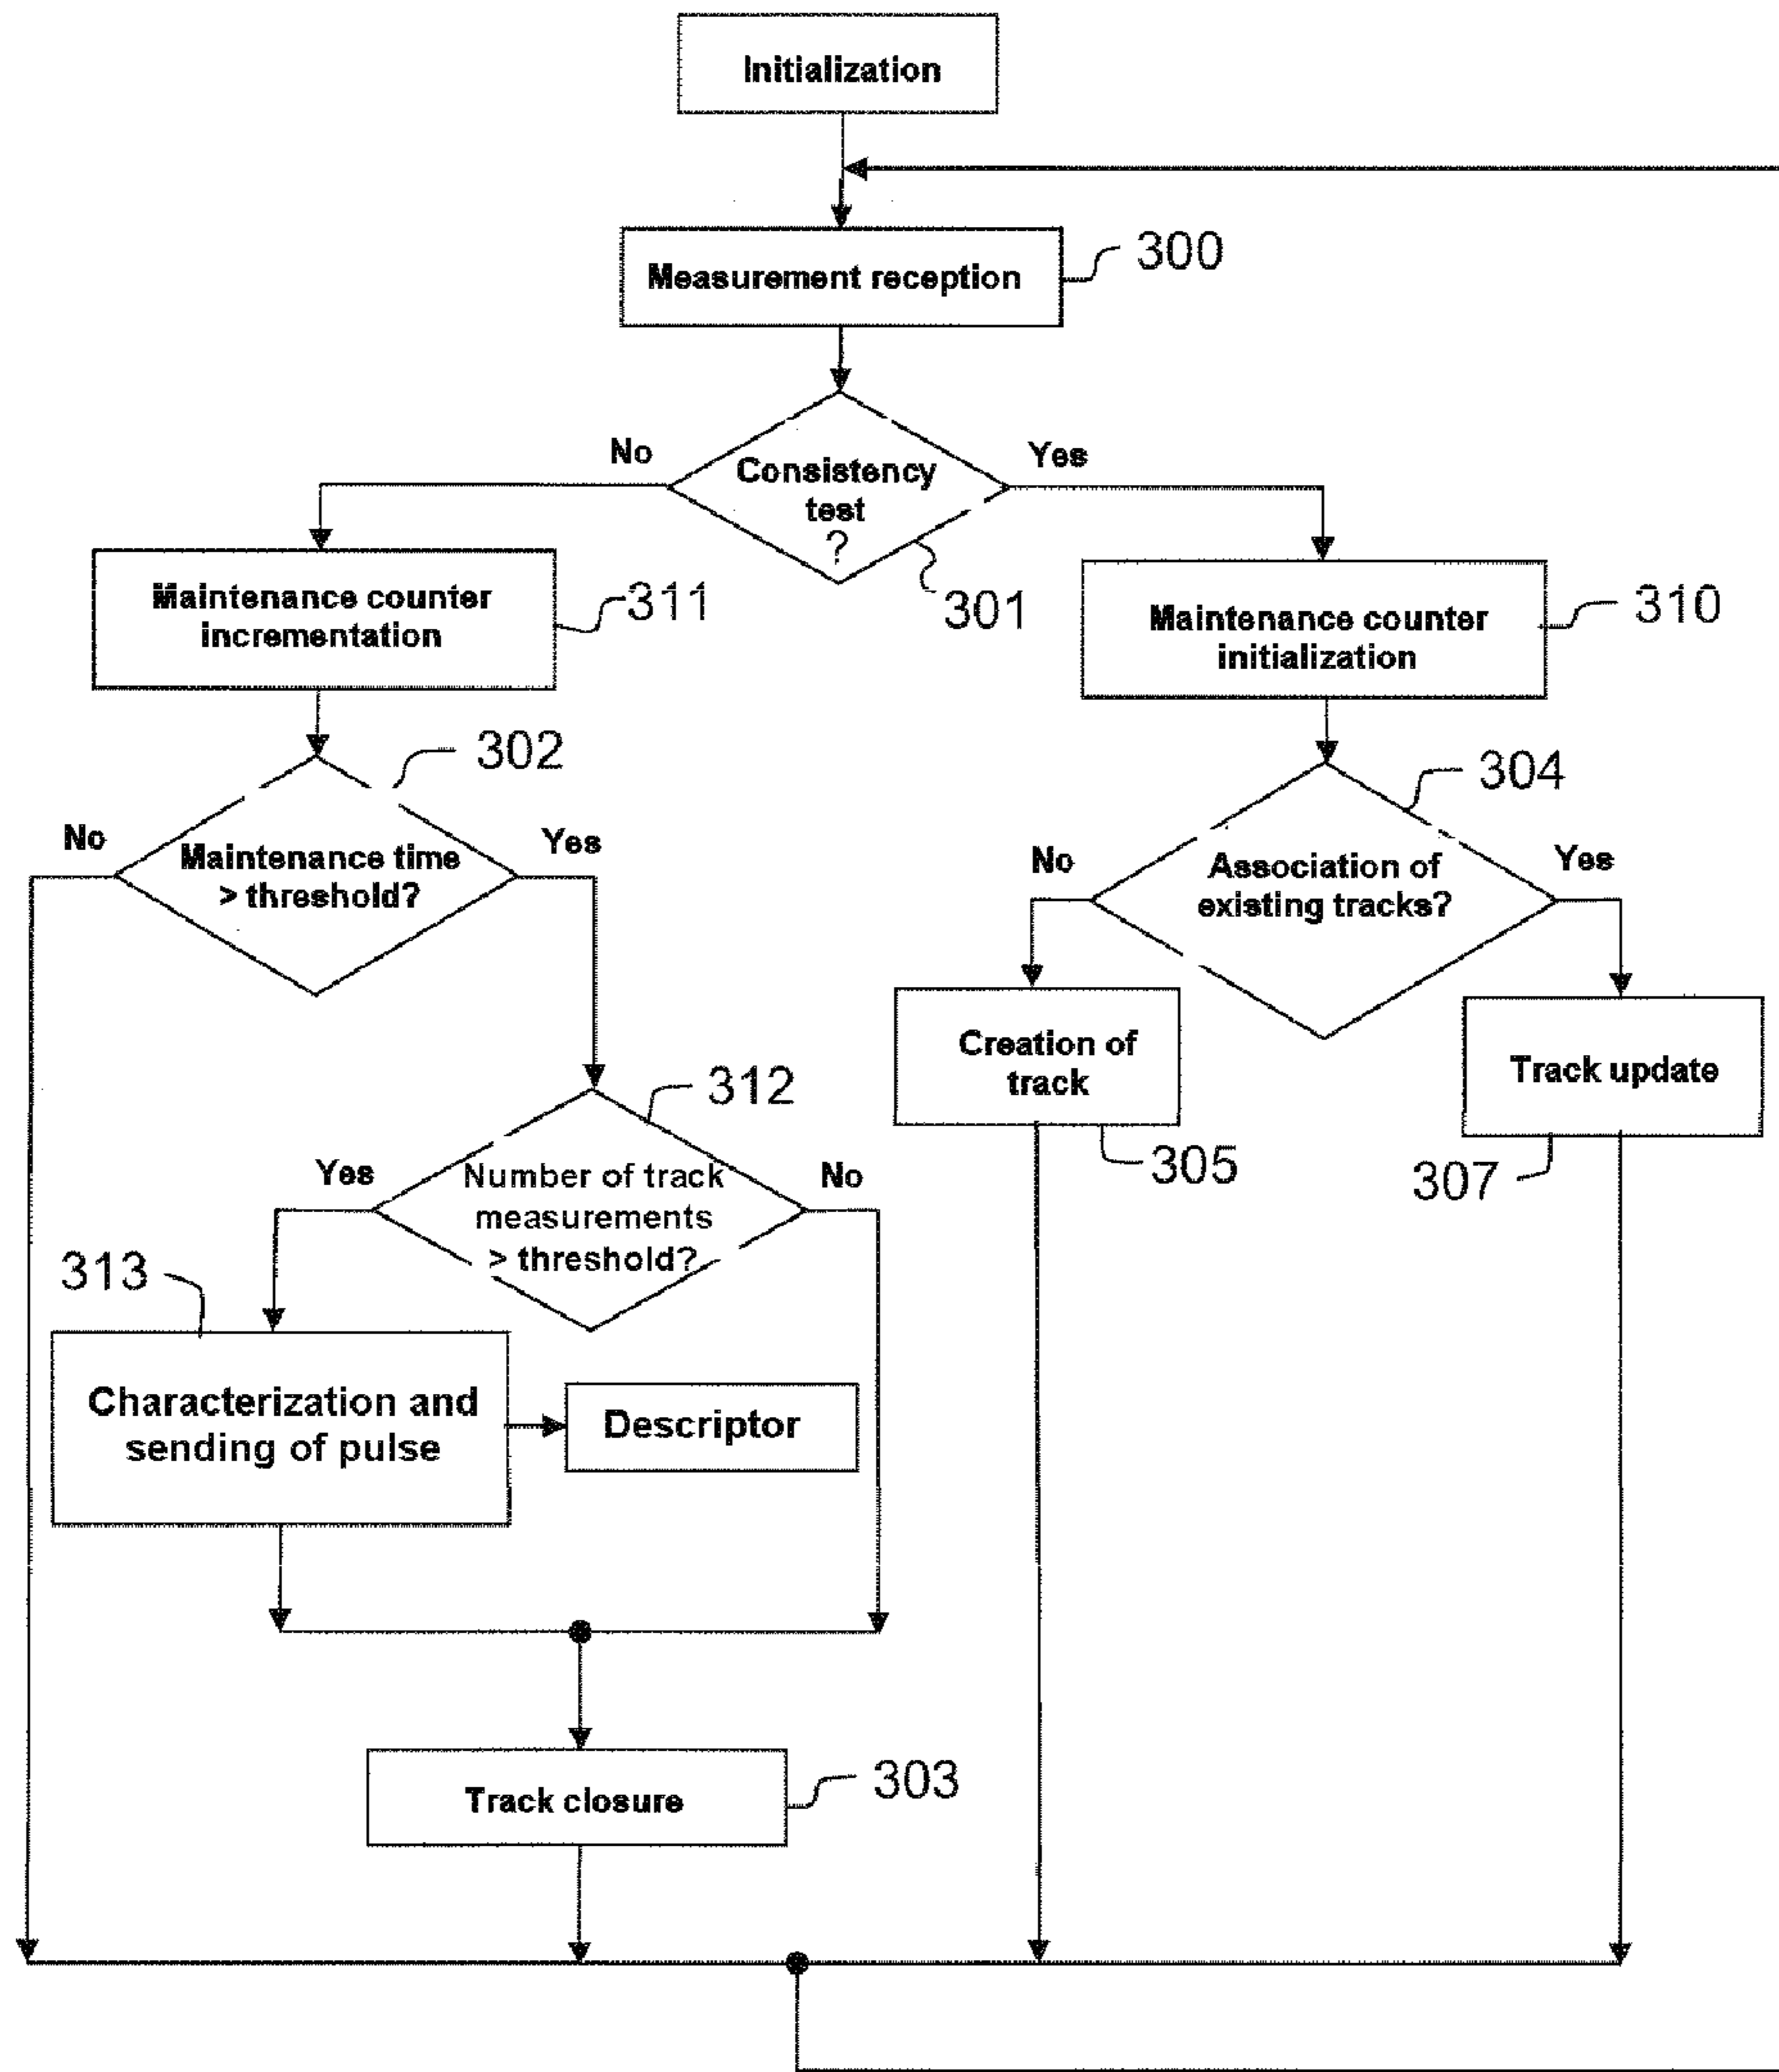 Initialization
Measurement reception
300
No
Yes
Consistency
test
?
301
Maintenance counter
incrementation
311
Maintenance counter
initialization
310
302
304
No
Yes
Maintenance time
> threshold?
No
Yes
Association of
existing tracks?
Creation of
track
305
Track update
307
312
Yes
No
Number of track
measurements
> threshold?
313
Characterization and
sending of pulse
Descriptor
Track closure
303